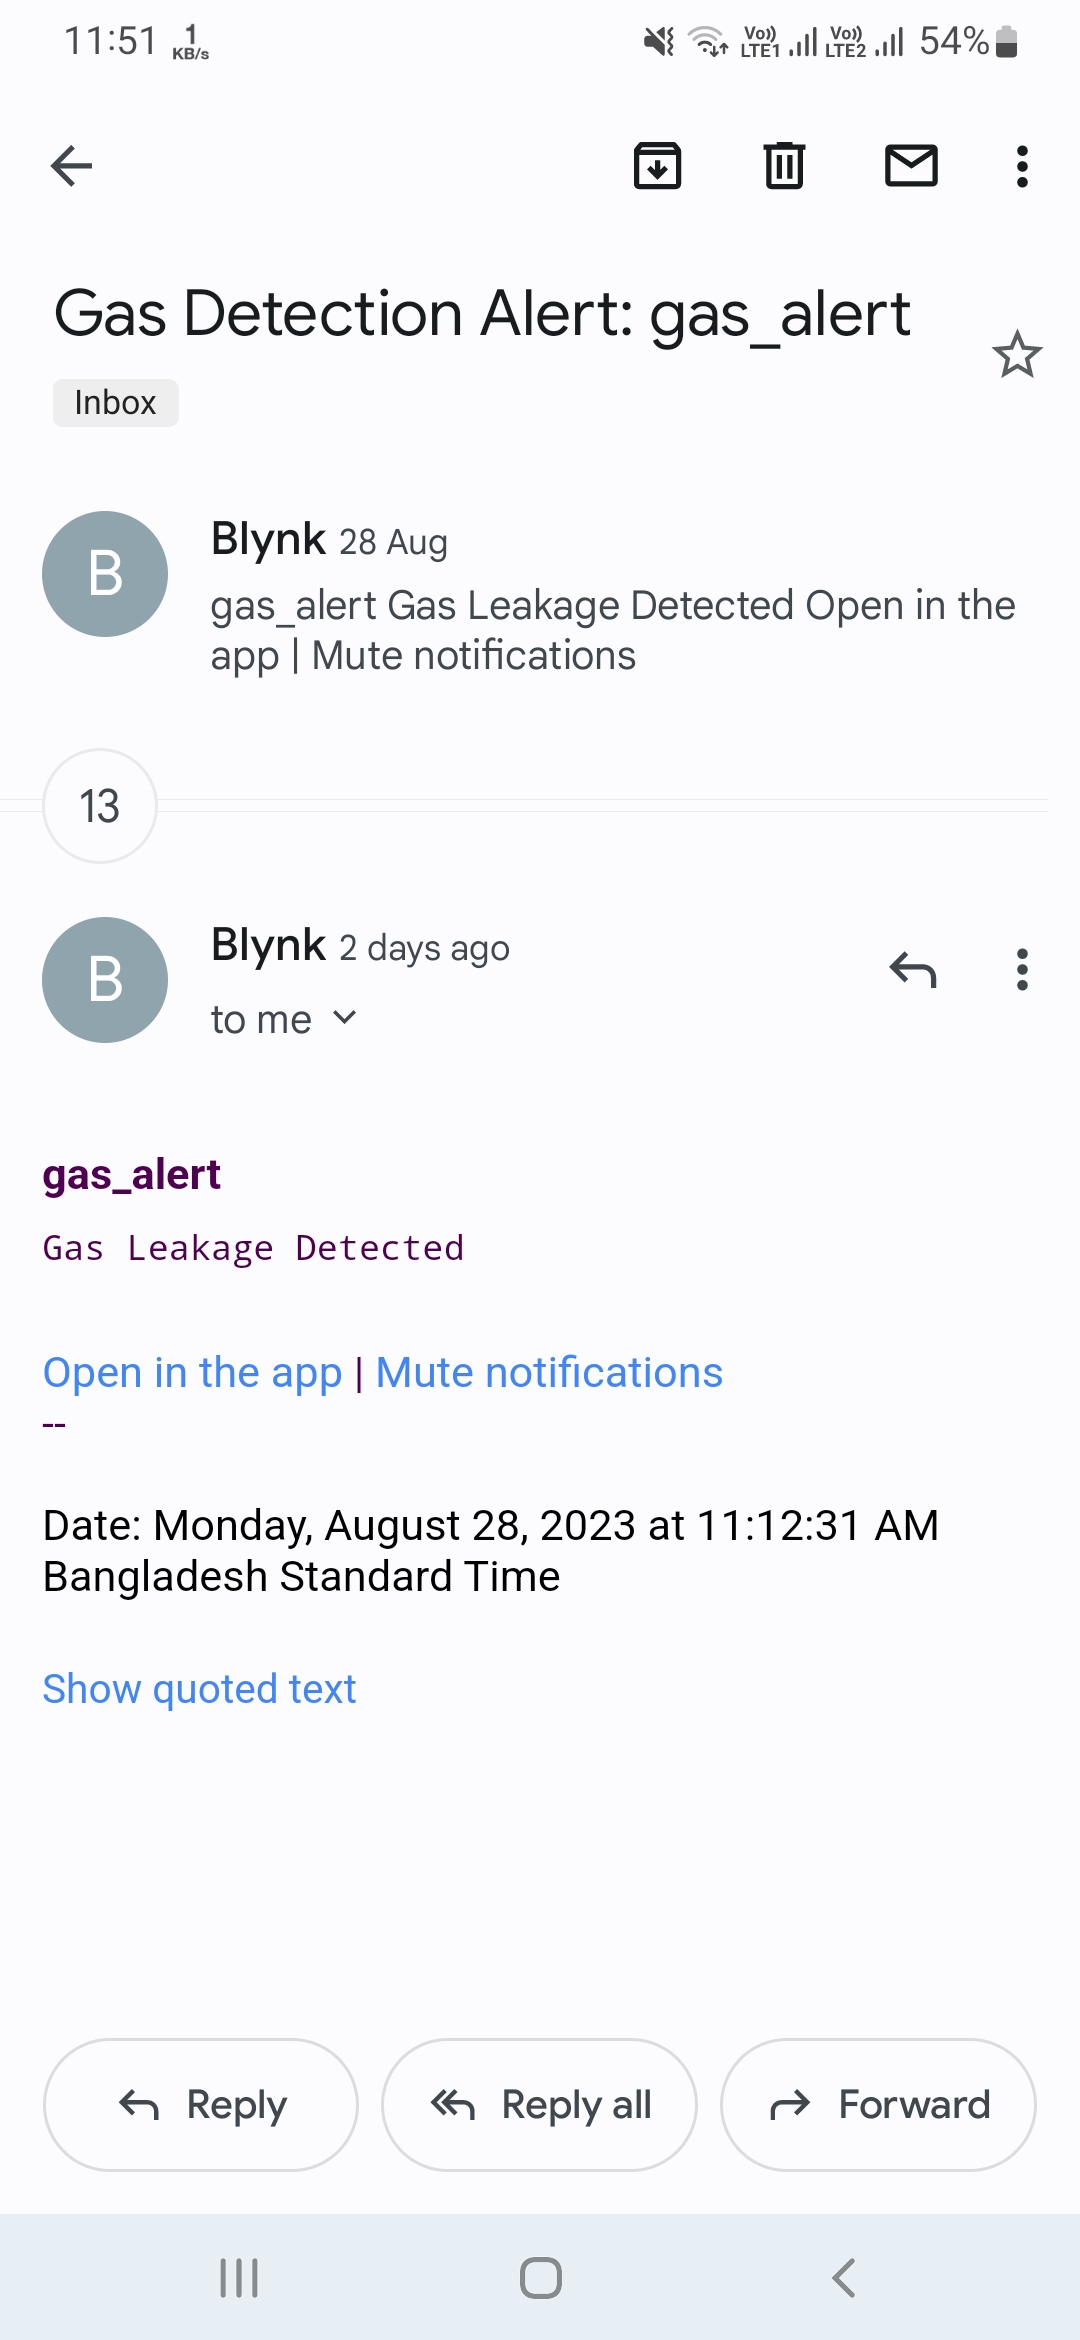 11:51 1 KB/s Vo)) LTE1 Vo)) LTE2 54%
Gas Detection Alert: gas_alert
Inbox
B
Blynk 28 Aug
gas_alert Gas Leakage Detected Open in the
app | Mute notifications
13
B
Blynk 2 days ago
to me
gas_alert
Gas Leakage Detected
Open in the app | Mute notifications
--
Date: Monday, August 28, 2023 at 11:12:31 AM
Bangladesh Standard Time
Show quoted text
Reply Reply all Forward